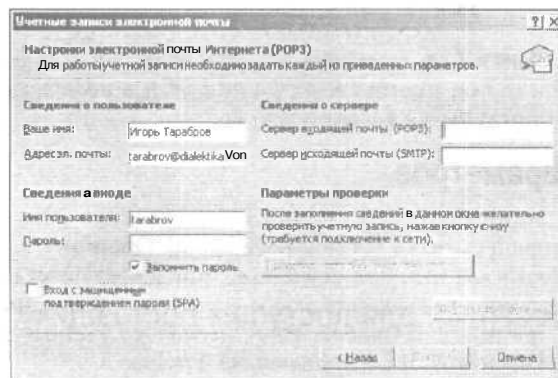 Учетные записи электронной почты
Настройки электронной почты Интернета (POP3)
Для работы учетной записи необходимо задать каждый из приведенных параметров.
Сведения о пользователе
Ваше имя: Игорь Тарабров
Адрес эл. почты: tarabrov@dialektika Von
Сведения а входе
Имя пользователя: tarabrov
Пароль:
Запомнить пароль
Вход с защищенным
подтверждением пароля (SPA)
Сведения о сервере
Сервер входящей почты (POP3):
Сервер исходящей почты (SMTP):
Параметры проверки
После заполнения сведений в данном окне желательно
проверить учетную запись, нажав кнопку снизу
(требуется подключение к сети).
< Назад
Отмена